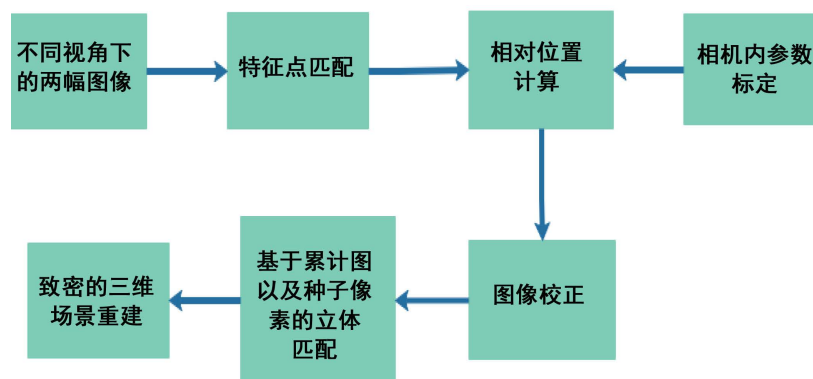 不同视角下
的两幅图像
特征点匹配
相对位置
计算
相机内参数
标定
图像校正
基于累计图
以及种子像
素的立体
匹配
致密的三维
场景重建